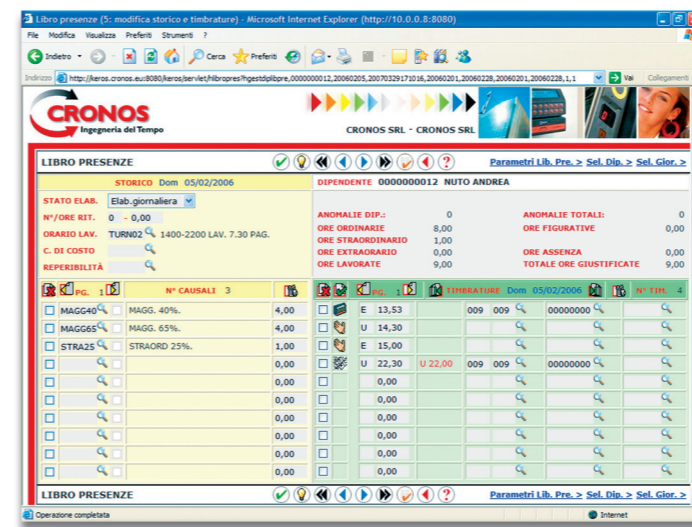 Libro presenze (5: modifica storico e timbrature) - Microsoft Internet Explorer (http://10.0.0.8:8080)
File Modifica Visualizza Preferiti Strumenti ?
Indietro Cerca Preferiti
Indirizzo http://keros.cronos.eu:8080/keros/servlet/hlibropres?hgestdiplibpre,0000000012,20060205,20070329171016,20060201,20060228,20060201,20060228,1,1 Vai Collegamenti
CRONOS
Ingegneria del Tempo
CRONOS SRL - CRONOS SRL
LIBRO PRESENZE ? Parametri Lib. Pre. > Sel. Dip. > Sel. Gior. >
STORICO Dom 05/02/2006
DIPENDENTE 0000000012 NUTO ANDREA
STATO ELAB. Elab.giornaliera
N°/ORE RIT. 0 - 0,00
ORARIO LAV. TURN02 1400-2200 LAV. 7.30 PAG.
C. DI COSTO
REPERIBILITÀ
ANOMALIE DIP.: 0 ANOMALIE TOTALI: 0
ORE ORDINARIE 8,00 ORE FIGURATIVE 0,00
ORE STRAORDINARIO 1,00
ORE EXTRAORARIO 0,00 ORE ASSENZA 0,00
ORE LAVORATE 9,00 TOTALE ORE GIUSTIFICATE 9,00
PG. 1 N° CAUSALI 3
PG. 1 TIMBRATURE Dom 05/02/2006 N° TIM. 4
MAGG40 MAGG. 40%. 4,00 E 13,53 009 009 00000000
MAGG65 MAGG. 65%. 4,00 U 14,30
STRA25 STRAORD 25%. 1,00 E 15,00
0,00 U 22,30 U 22,00 009 009 00000000
0,00 0,00
0,00 0,00
0,00 0,00
0,00 0,00
0,00 0,00
0,00 0,00
LIBRO PRESENZE ? Parametri Lib. Pre. > Sel. Dip. > Sel. Gior. >
Operazione completata Internet